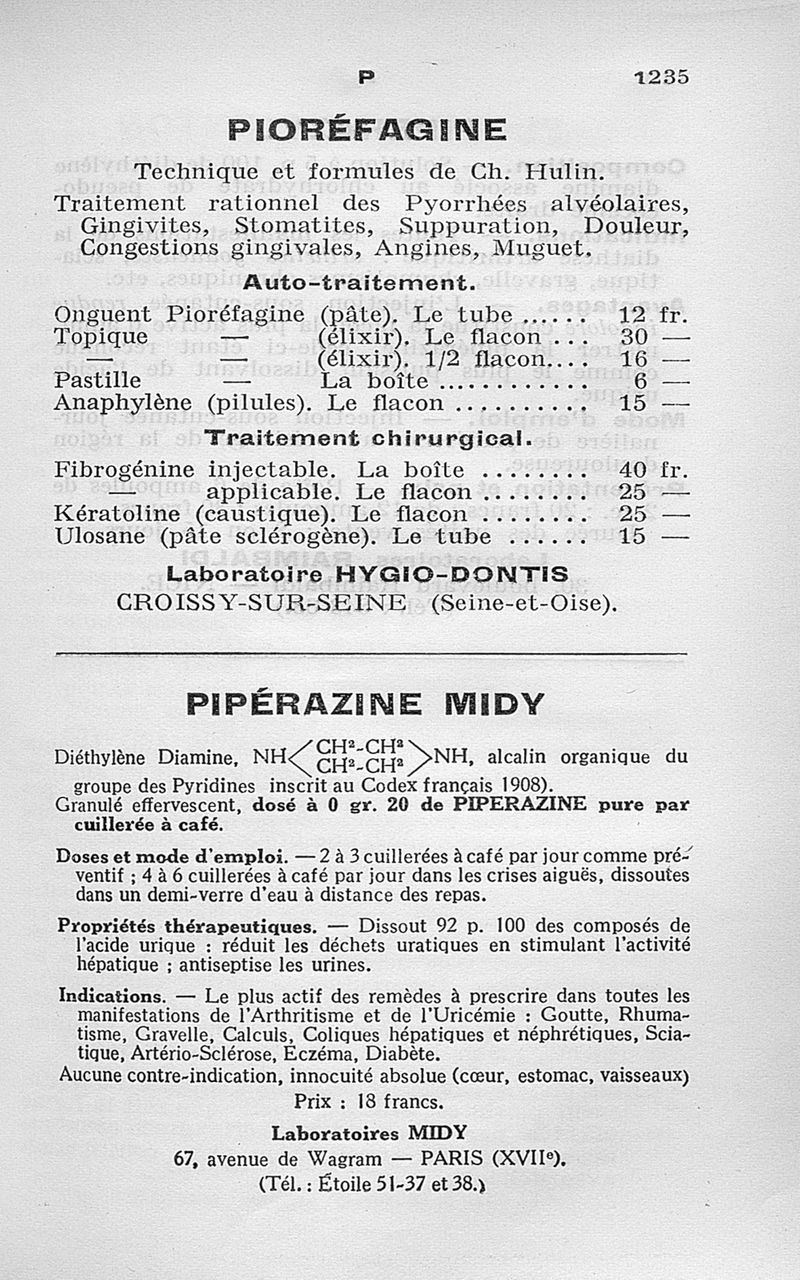 P 1235
PIORÉFAGINE
Technique et formules de Ch. Hulin.
Traitement rationnel des Pyorrhées alvéolaires,
Gingivites, Stomatites, Suppuration, Douleur,
Congestions gingivales, Angines, Muguet.
Auto-traitement.
Onguent Pioréfagine (pâte). Le tube ...... 12 fr.
Topique — (élixir). Le flacon ... 30 —
— — (élixir). 1/2 flacon.... 16 —
Pastille — La boîte ............. 6 —
Anaphylène (pilules). Le flacon .......... 15 —
Traitement chirurgical.
Fibrogénine injectable. La boîte ......... 40 fr.
— applicable. Le flacon ......... 25 —
Kératoline (caustique). Le flacon ......... 25 —
Ulosane (pâte sclérogène). Le tube ...... 15 —
Laboratoire HYGIO-DONTIS
CROISSY-SUR-SEINE (Seine-et-Oise).
PIPÉRAZINE MIDY
Diéthylène Diamine, NH<CH²-CH² CH²-CH²>NH, alcalin organique du
groupe des Pyridines inscrit au Codex français 1908).
Granulé effervescent, dosé à 0 gr. 20 de PIPERAZINE pure par
cuillerée à café.
Doses et mode d'emploi. — 2 à 3 cuillerées à café par jour comme pré-
ventif ; 4 à 6 cuillerées à café par jour dans les crises aiguës, dissoutes
dans un demi-verre d'eau à distance des repas.
Propriétés thérapeutiques. — Dissout 92 p. 100 des composés de
l'acide urique : réduit les déchets uratiques en stimulant l'activité
hépatique ; antiseptise les urines.
Indications. — Le plus actif des remèdes à prescrire dans toutes les
manifestations de l'Arthritisme et de l'Uricémie : Goutte, Rhuma-
tisme, Gravelle, Calculs, Coliques hépatiques et néphrétiques, Scia-
tique, Artério-Sclérose, Eczéma, Diabète.
Aucune contre-indication, innocuité absolue (cœur, estomac, vaisseaux)
Prix : 18 francs.
Laboratoires MIDY
67, avenue de Wagram — PARIS (XVIIᵉ).
(Tél. : Étoile 51-37 et 38.)